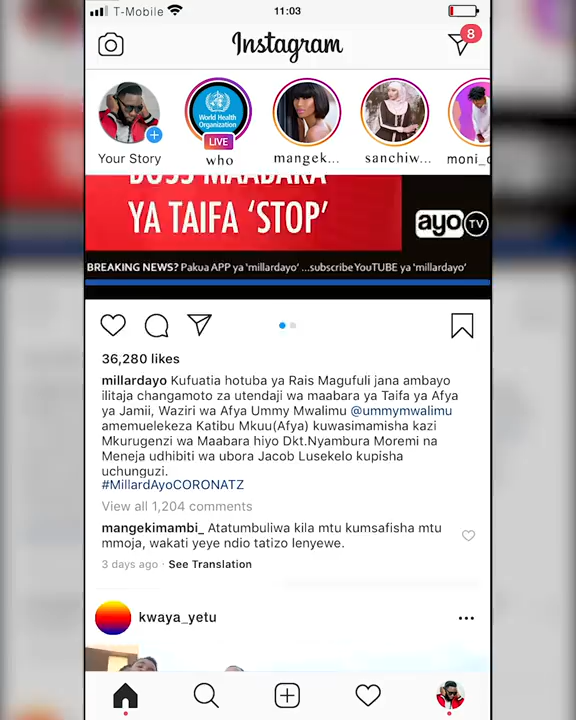 T-Mobile
11:03
Instagram
8
World Health
Organization
LIVE
Your Story
who
mangek...
sanchiw...
BOSS MAABARA
YA TAIFA ‘STOP’
ayo TV
BREAKING NEWS? Pakua APP ya 'millardayo' ...subscribe YouTUBE ya 'millardayo'
36,280 likes
millardayo Kufuatia hotuba ya Rais Magufuli jana ambayo
ilitaja changamoto za utendaji wa maabara ya Taifa ya Afya
ya Jamii, Waziri wa Afya Ummy Mwalimu @ummymwalimu
amemuelekeza Katibu Mkuu(Afya) kuwasimamisha kazi
Mkurugenzi wa Maabara hiyo Dkt.Nyambura Moremi na
Meneja udhibiti wa ubora Jacob Lusekelo kupisha
uchunguzi.
#MillardAyoCORONATZ
View all 1,204 comments
mangekimambi_ Atatumbuliwa kila mtu kumsafisha mtu
mmoja, wakati yeye ndio tatizo lenyewe.
3 days ago · See Translation
kwaya_yetu